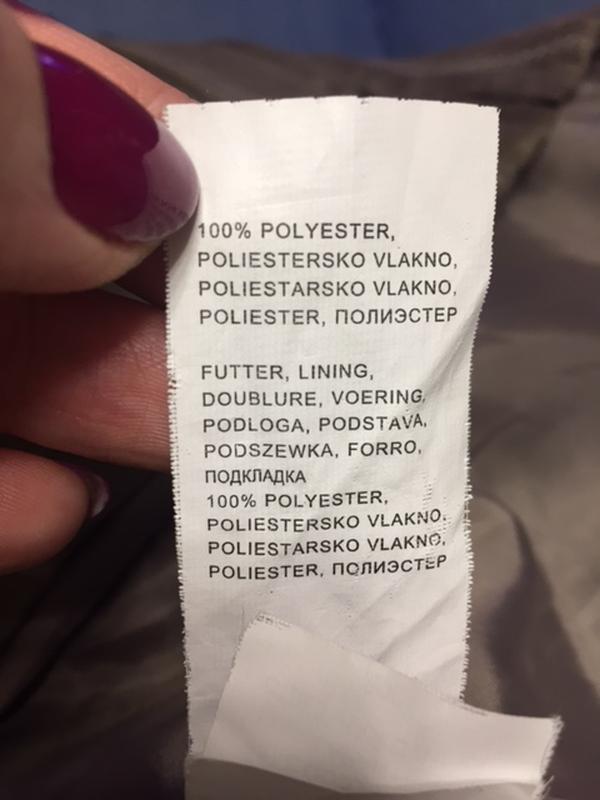 100% POLYESTER,
POLIESTERSKO VLAKNO,
POLIESTARSKO VLAKNO,
POLIESTER, ПОЛИЭСТЕР
FUTTER, LINING,
DOUBLURE, VOERING,
PODLOGA, PODSTAVA,
PODSZEWKA, FORRO,
ПОДКЛАДКА
100% POLYESTER,
POLIESTERSKO VLAKNO,
POLIESTARSKO VLAKNO,
POLIESTER, ПОЛИЭСТЕР